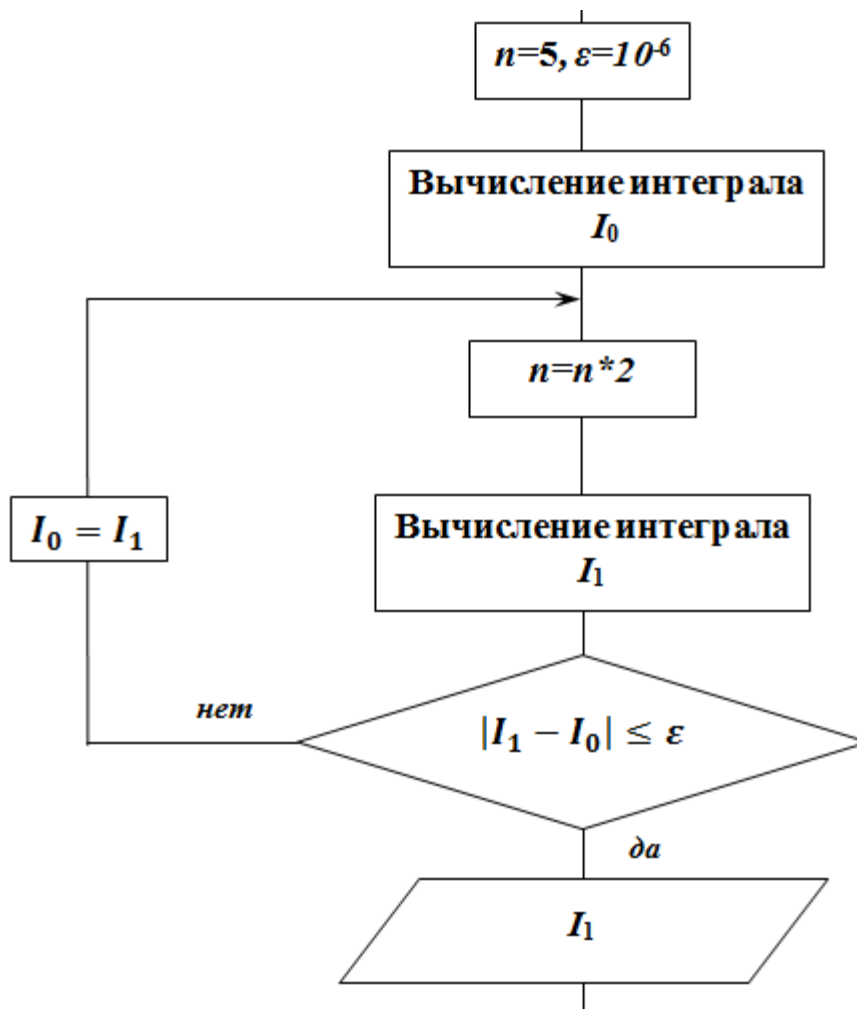 n=5, ε=10⁻⁶
Вычисление интеграла
I₀
n=n*2
I₀ = I₁
Вычисление интеграла
I₁
нет
|I₁ − I₀| ≤ ε
да
I₁